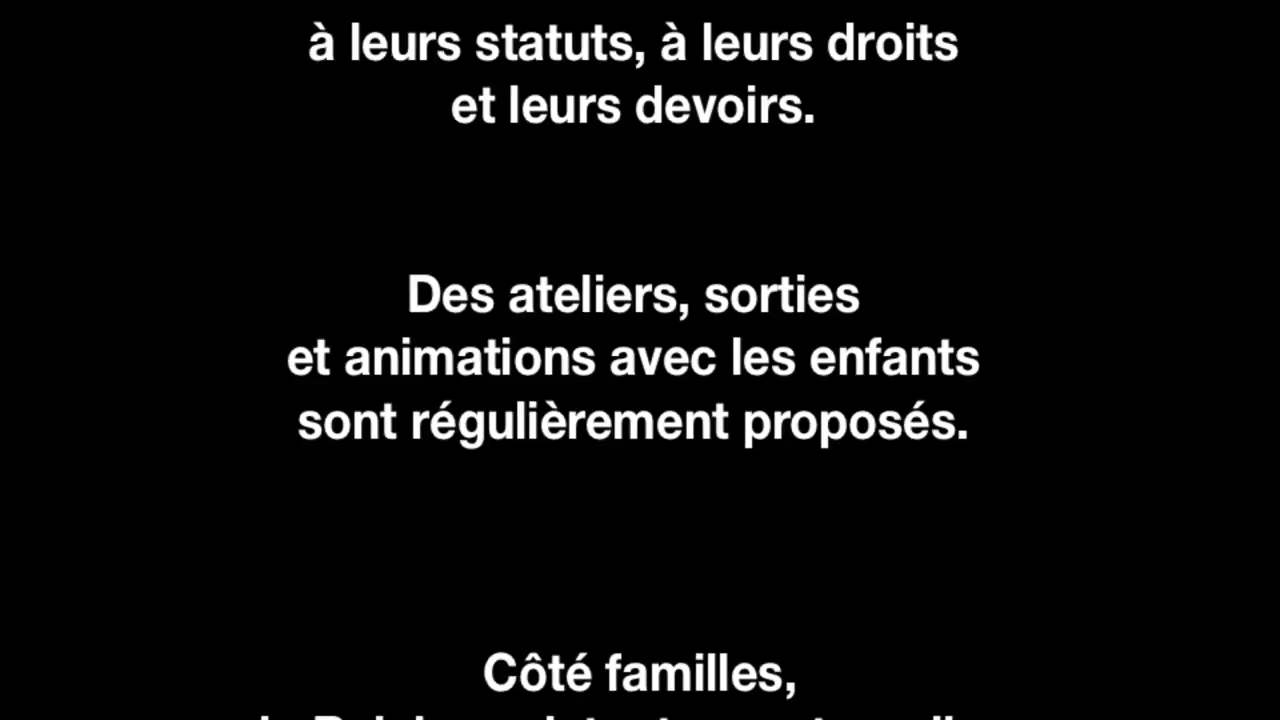 à leurs statuts, à leurs droits
et leurs devoirs.
Des ateliers, sorties
et animations avec les enfants
sont régulièrement proposés.
Côté familles,